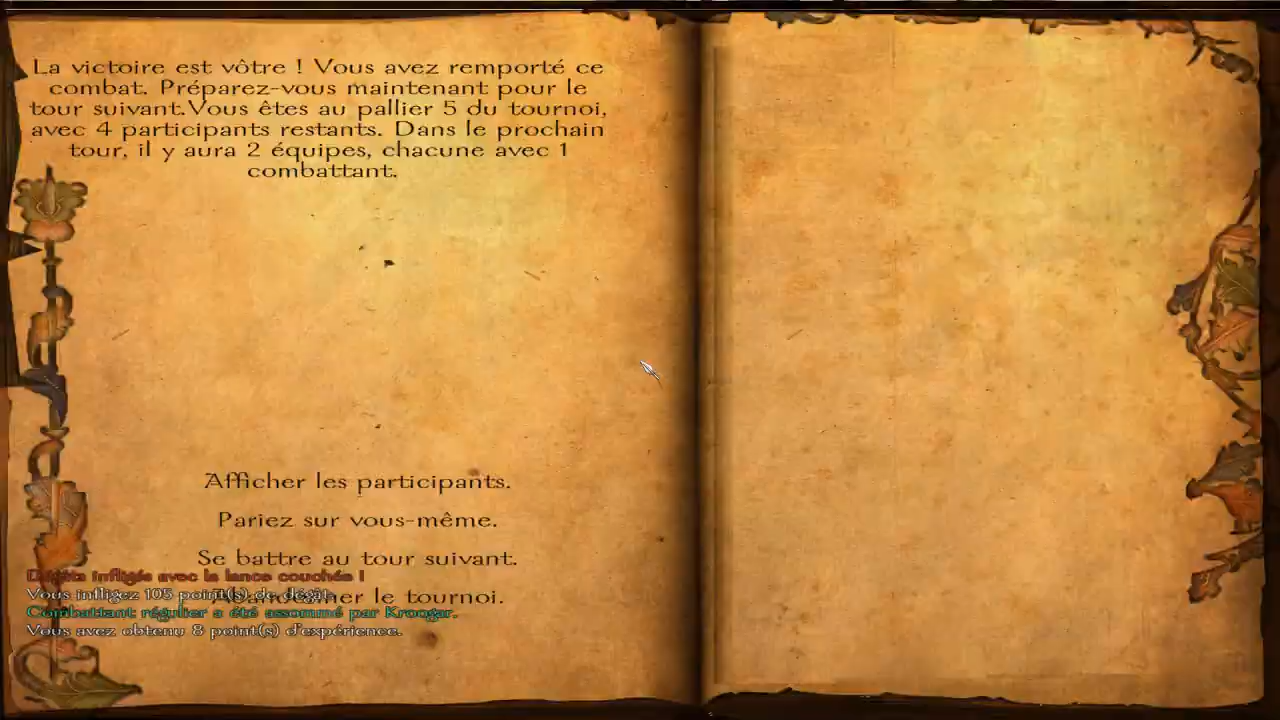 La victoire est vôtre ! Vous avez remporté ce
combat. Préparez-vous maintenant pour le
tour suivant.Vous êtes au pallier 5 du tournoi,
avec 4 participants restants. Dans le prochain
tour, il y aura 2 équipes, chacune avec 1
combattant.
Afficher les participants.
Pariez sur vous-même.
Se battre au tour suivant.
Dégâts infligés avec la lance couchée !
Abandonner le tournoi.
Vous infligez 105 point(s) de dégât.
Combattant régulier a été assommé par Kroogar.
Vous avez obtenu 8 point(s) d'expérience.